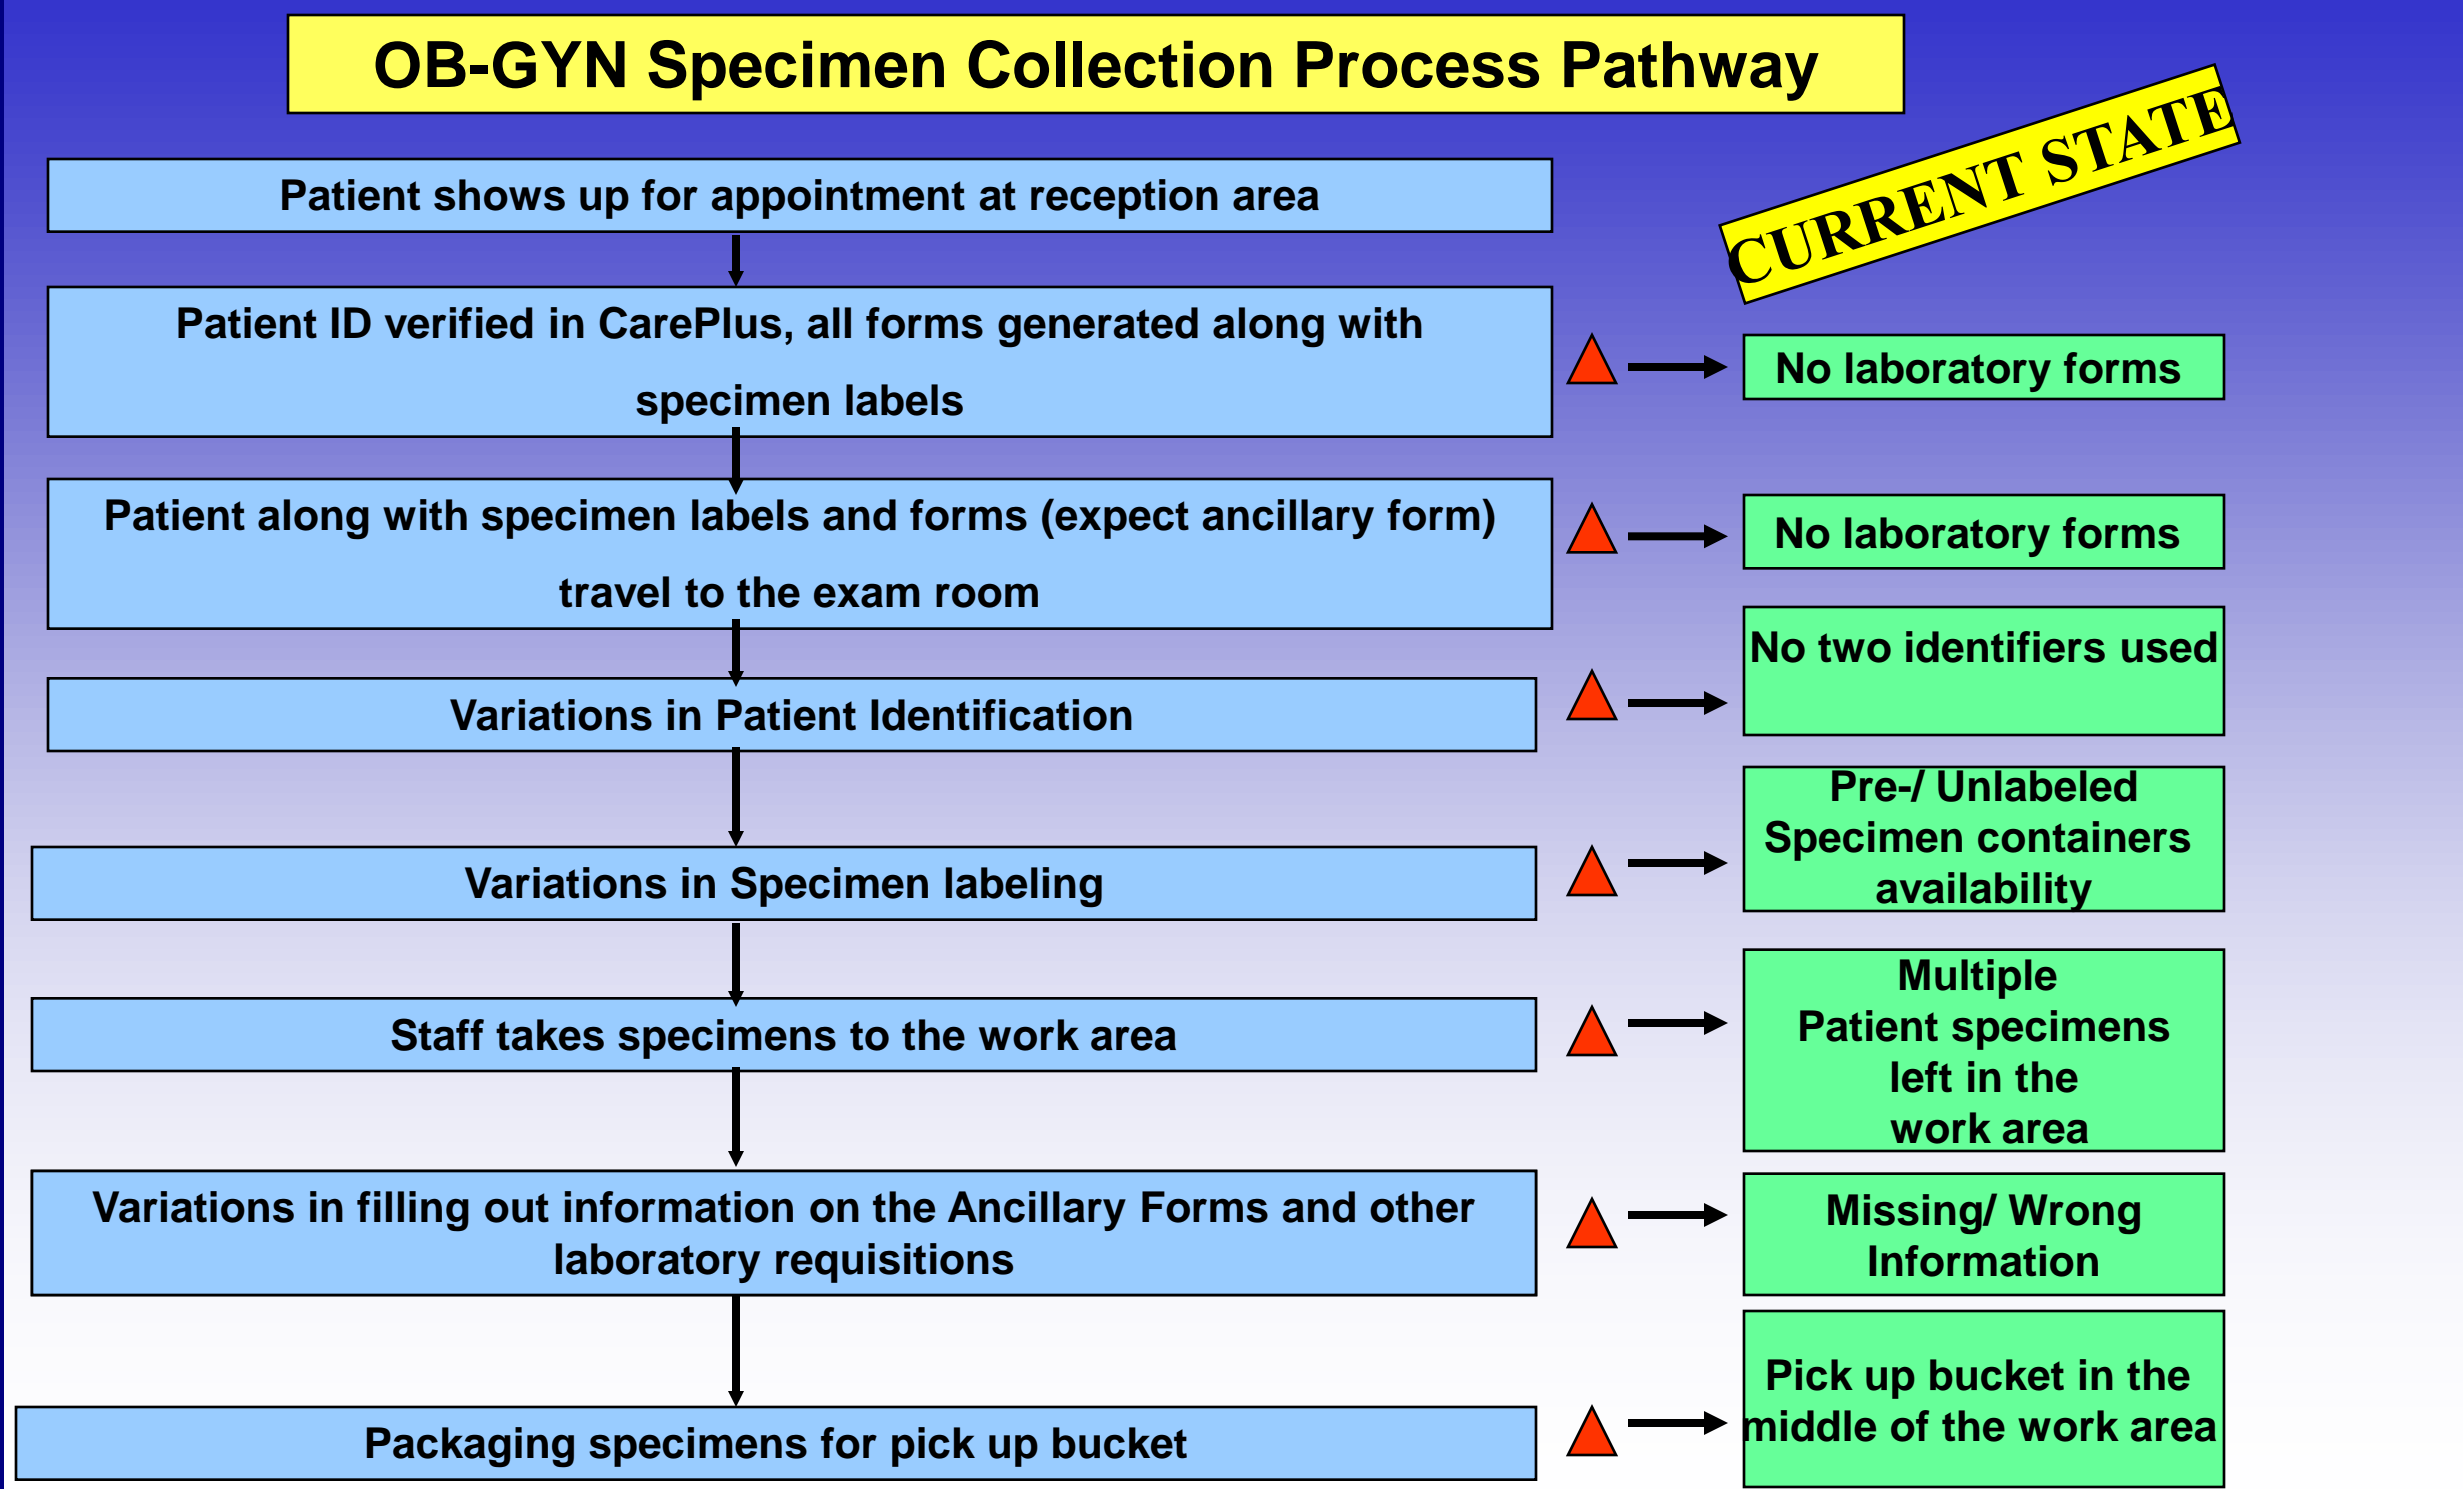 OB-GYN Specimen Collection Process Pathway
CURRENT STATE
Patient shows up for appointment at reception area
Patient ID verified in CarePlus, all forms generated along with
specimen labels
No laboratory forms
Patient along with specimen labels and forms (expect ancillary form)
travel to the exam room
No laboratory forms
Variations in Patient Identification
No two identifiers used
Variations in Specimen labeling
Pre-/ Unlabeled
Specimen containers
availability
Staff takes specimens to the work area
Multiple
Patient specimens
left in the
work area
Variations in filling out information on the Ancillary Forms and other
laboratory requisitions
Missing/ Wrong
Information
Packaging specimens for pick up bucket
Pick up bucket in the
middle of the work area